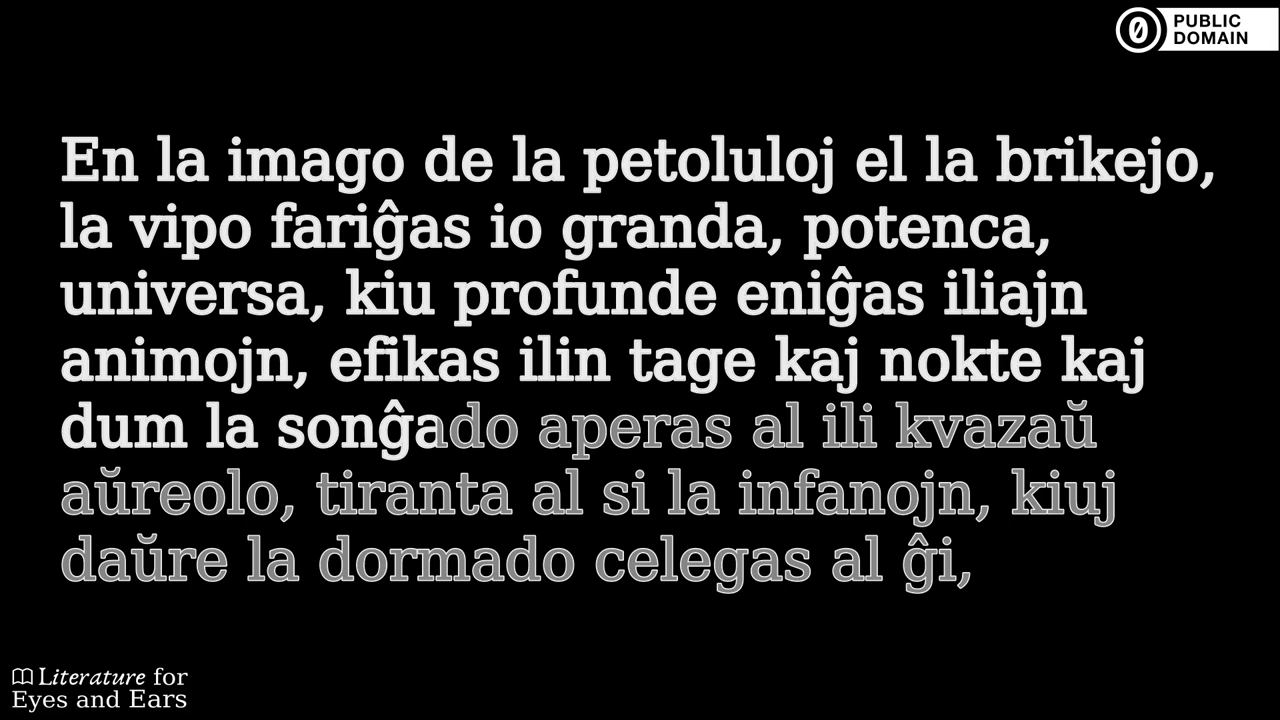 PUBLIC
DOMAIN
En la imago de la petoluloj el la brikejo,
la vipo fariĝas io granda, potenca,
universa, kiu profunde eniĝas iliajn
animojn, efikas ilin tage kaj nokte kaj
dum la sonĝado aperas al ili kvazaŭ
aŭreolo, tiranta al si la infanojn, kiuj
daŭre la dormado celegas al ĝi,
Literature for
Eyes and Ears